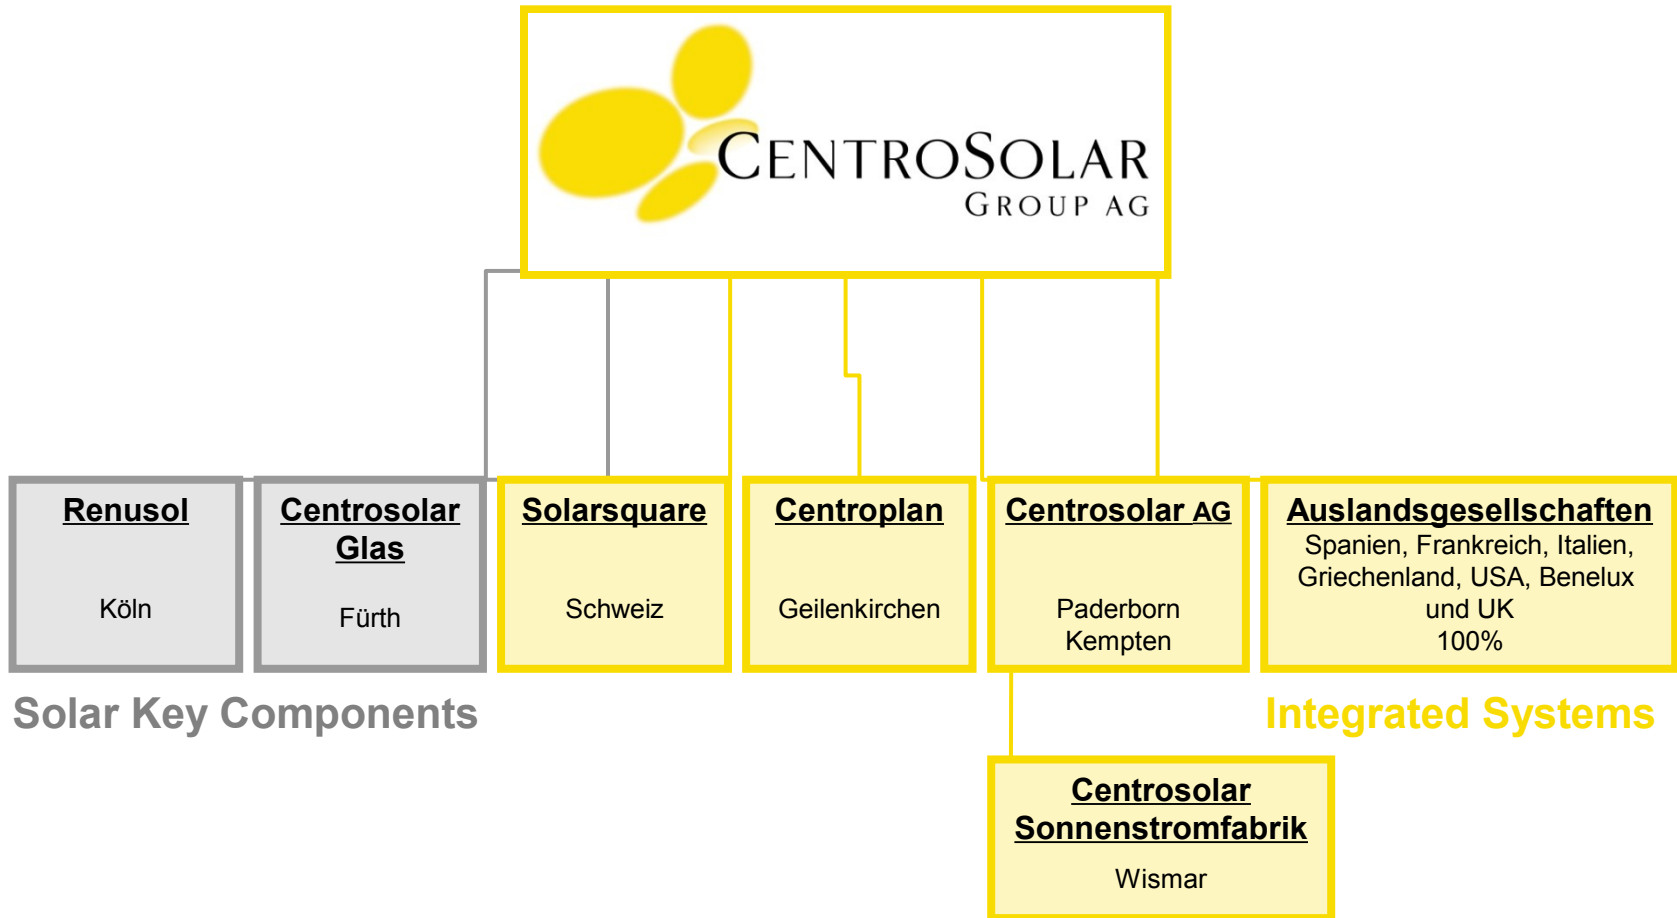 CENTROSOLAR
GROUP AG
Renusol
Köln
Centrosolar
Glas
Fürth
Solarsquare
Schweiz
Centroplan
Geilenkirchen
Centrosolar AG
Paderborn
Kempten
Auslandsgesellschaften
Spanien, Frankreich, Italien,
Griechenland, USA, Benelux
und UK
100%
Solar Key Components
Integrated Systems
Centrosolar
Sonnenstromfabrik
Wismar